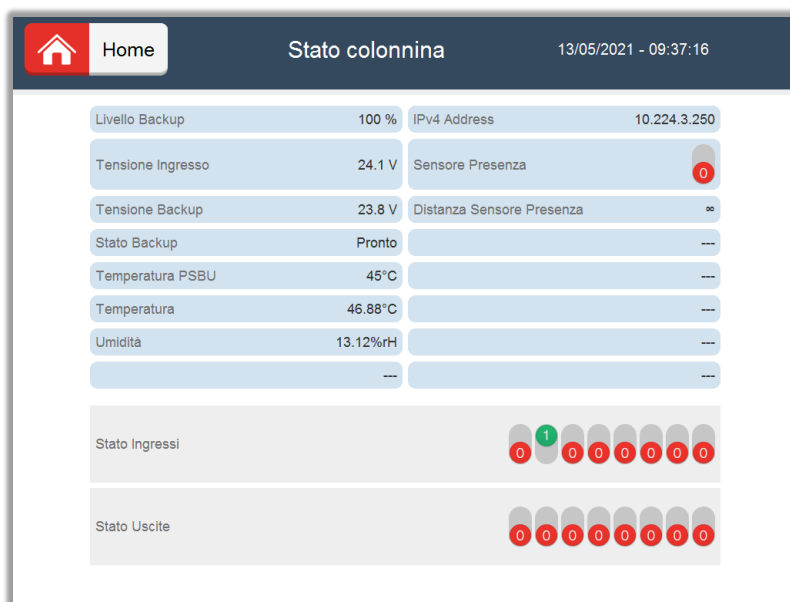 Home Stato colonnina 13/05/2021 - 09:37:16
Livello Backup 100 % IPv4 Address 10.224.3.250
Tensione Ingresso 24.1 V Sensore Presenza 0
Tensione Backup 23.8 V Distanza Sensore Presenza ∞
Stato Backup Pronto ---
Temperatura PSBU 45°C ---
Temperatura 46.88°C ---
Umidità 13.12%rH ---
--- ---
Stato Ingressi 0 1 0 0 0 0 0 0
Stato Uscite 0 0 0 0 0 0 0 0